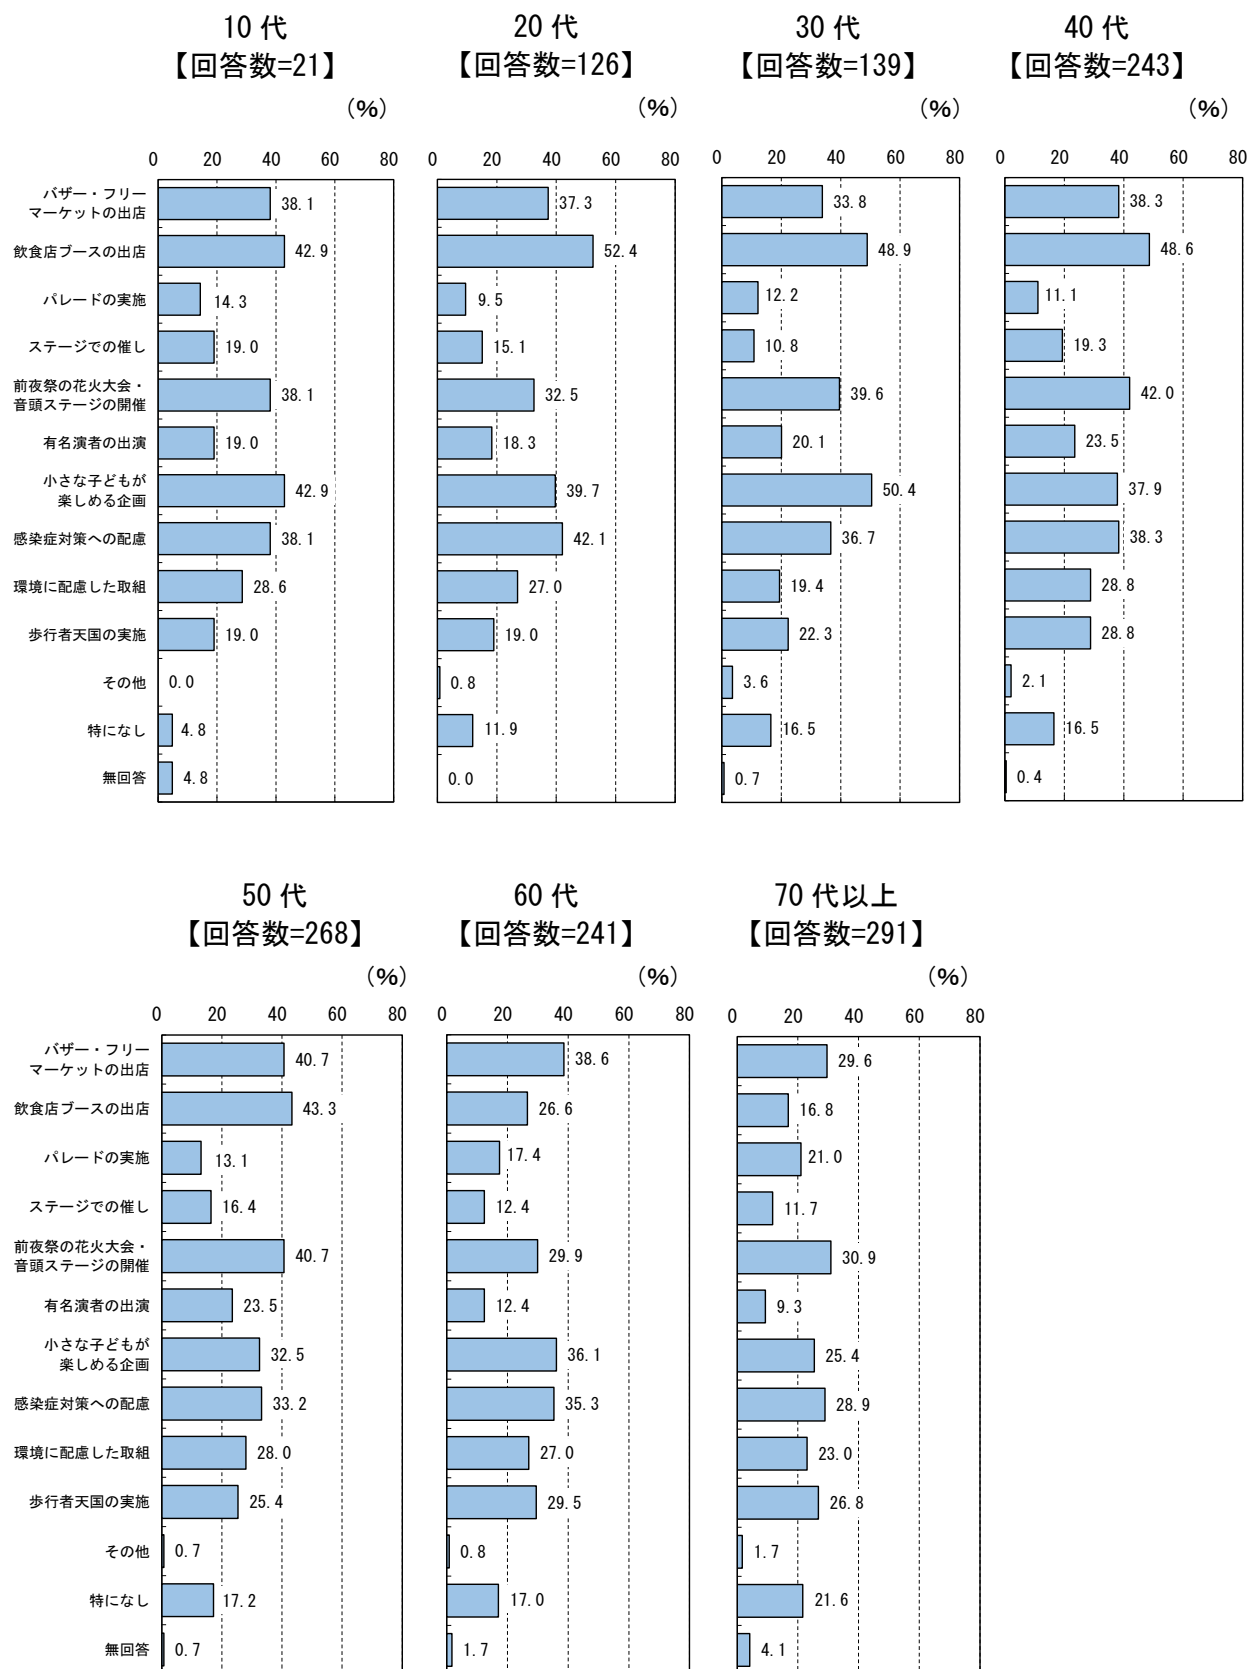 10 代
【回答数=21】
(%)
0 20 40 60 80
バザー・フリー
マーケットの出店
飲食店ブースの出店
パレードの実施
ステージでの催し
前夜祭の花火大会・
音頭ステージの開催
有名演者の出演
小さな子どもが
楽しめる企画
感染症対策への配慮
環境に配慮した取組
歩行者天国の実施
その他
特になし
無回答
38.1
42.9
14.3
19.0
38.1
19.0
42.9
38.1
28.6
19.0
0.0
4.8
4.8
20 代
【回答数=126】
(%)
0 20 40 60 80
37.3
52.4
9.5
15.1
32.5
18.3
39.7
42.1
27.0
19.0
0.8
11.9
0.0
30 代
【回答数=139】
(%)
0 20 40 60 80
33.8
48.9
12.2
10.8
39.6
20.1
50.4
36.7
19.4
22.3
3.6
16.5
0.7
40 代
【回答数=243】
(%)
0 20 40 60 80
38.3
48.6
11.1
19.3
42.0
23.5
37.9
38.3
28.8
28.8
2.1
16.5
0.4
50 代
【回答数=268】
(%)
0 20 40 60 80
バザー・フリー
マーケットの出店
飲食店ブースの出店
パレードの実施
ステージでの催し
前夜祭の花火大会・
音頭ステージの開催
有名演者の出演
小さな子どもが
楽しめる企画
感染症対策への配慮
環境に配慮した取組
歩行者天国の実施
その他
特になし
無回答
40.7
43.3
13.1
16.4
40.7
23.5
32.5
33.2
28.0
25.4
0.7
17.2
0.7
60 代
【回答数=241】
(%)
0 20 40 60 80
38.6
26.6
17.4
12.4
29.9
12.4
36.1
35.3
27.0
29.5
0.8
17.0
1.7
70 代以上
【回答数=291】
(%)
0 20 40 60 80
29.6
16.8
21.0
11.7
30.9
9.3
25.4
28.9
23.0
26.8
1.7
21.6
4.1